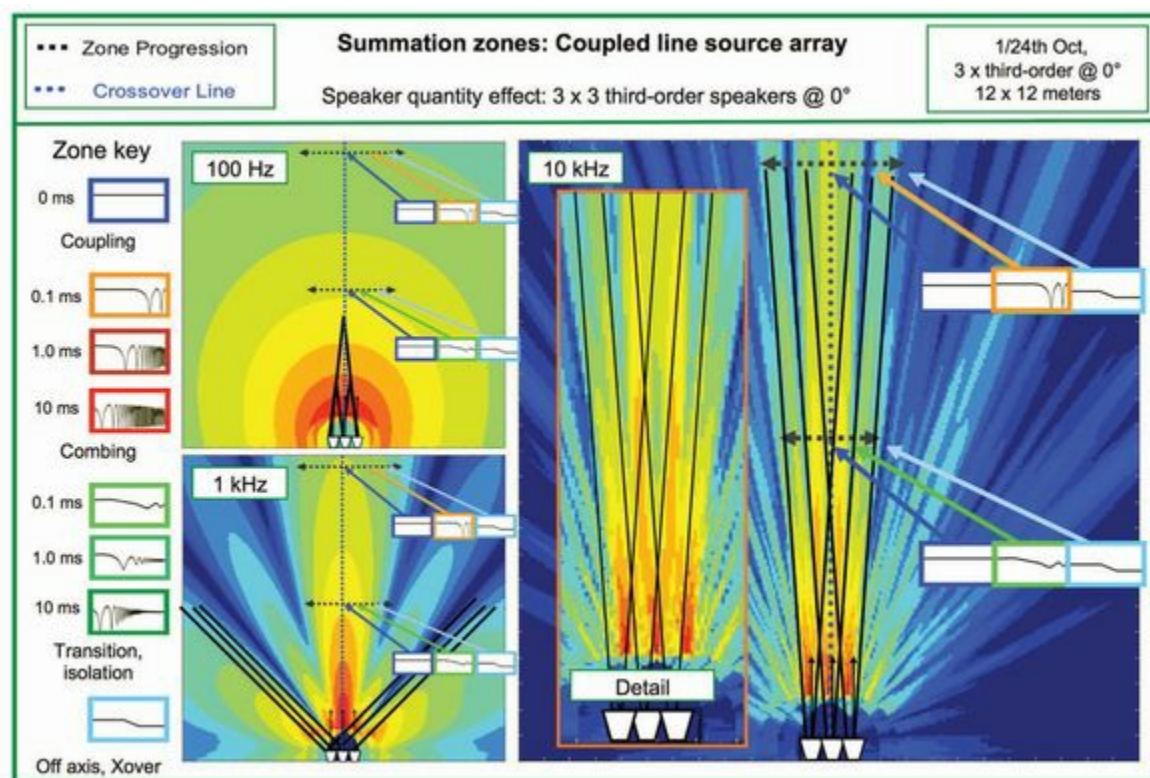 Zone Progression
Crossover Line
Summation zones: Coupled line source array
Speaker quantity effect: 3 x 3 third-order speakers @ 0°
1/24th Oct,
3 x third-order @ 0°
12 x 12 meters
Zone key
0 ms
Coupling
0.1 ms
1.0 ms
10 ms
Combing
0.1 ms
1.0 ms
10 ms
Transition,
isolation
Off axis, Xover
100 Hz
1 kHz
10 kHz
Detail